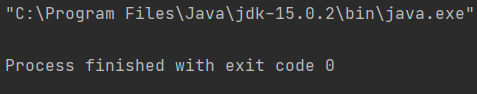 "C:\Program Files\Java\jdk-15.0.2\bin\java.exe"
Process finished with exit code 0